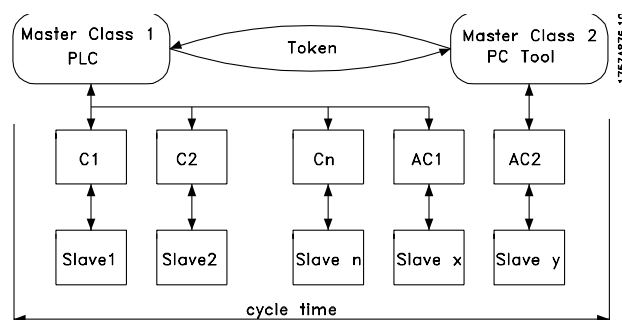 Master Class 1
PLC
Token
Master Class 2
PC Tool
C1
C2
Cn
AC1
AC2
Slave1
Slave2
Slave n
Slave x
Slave y
cycle time